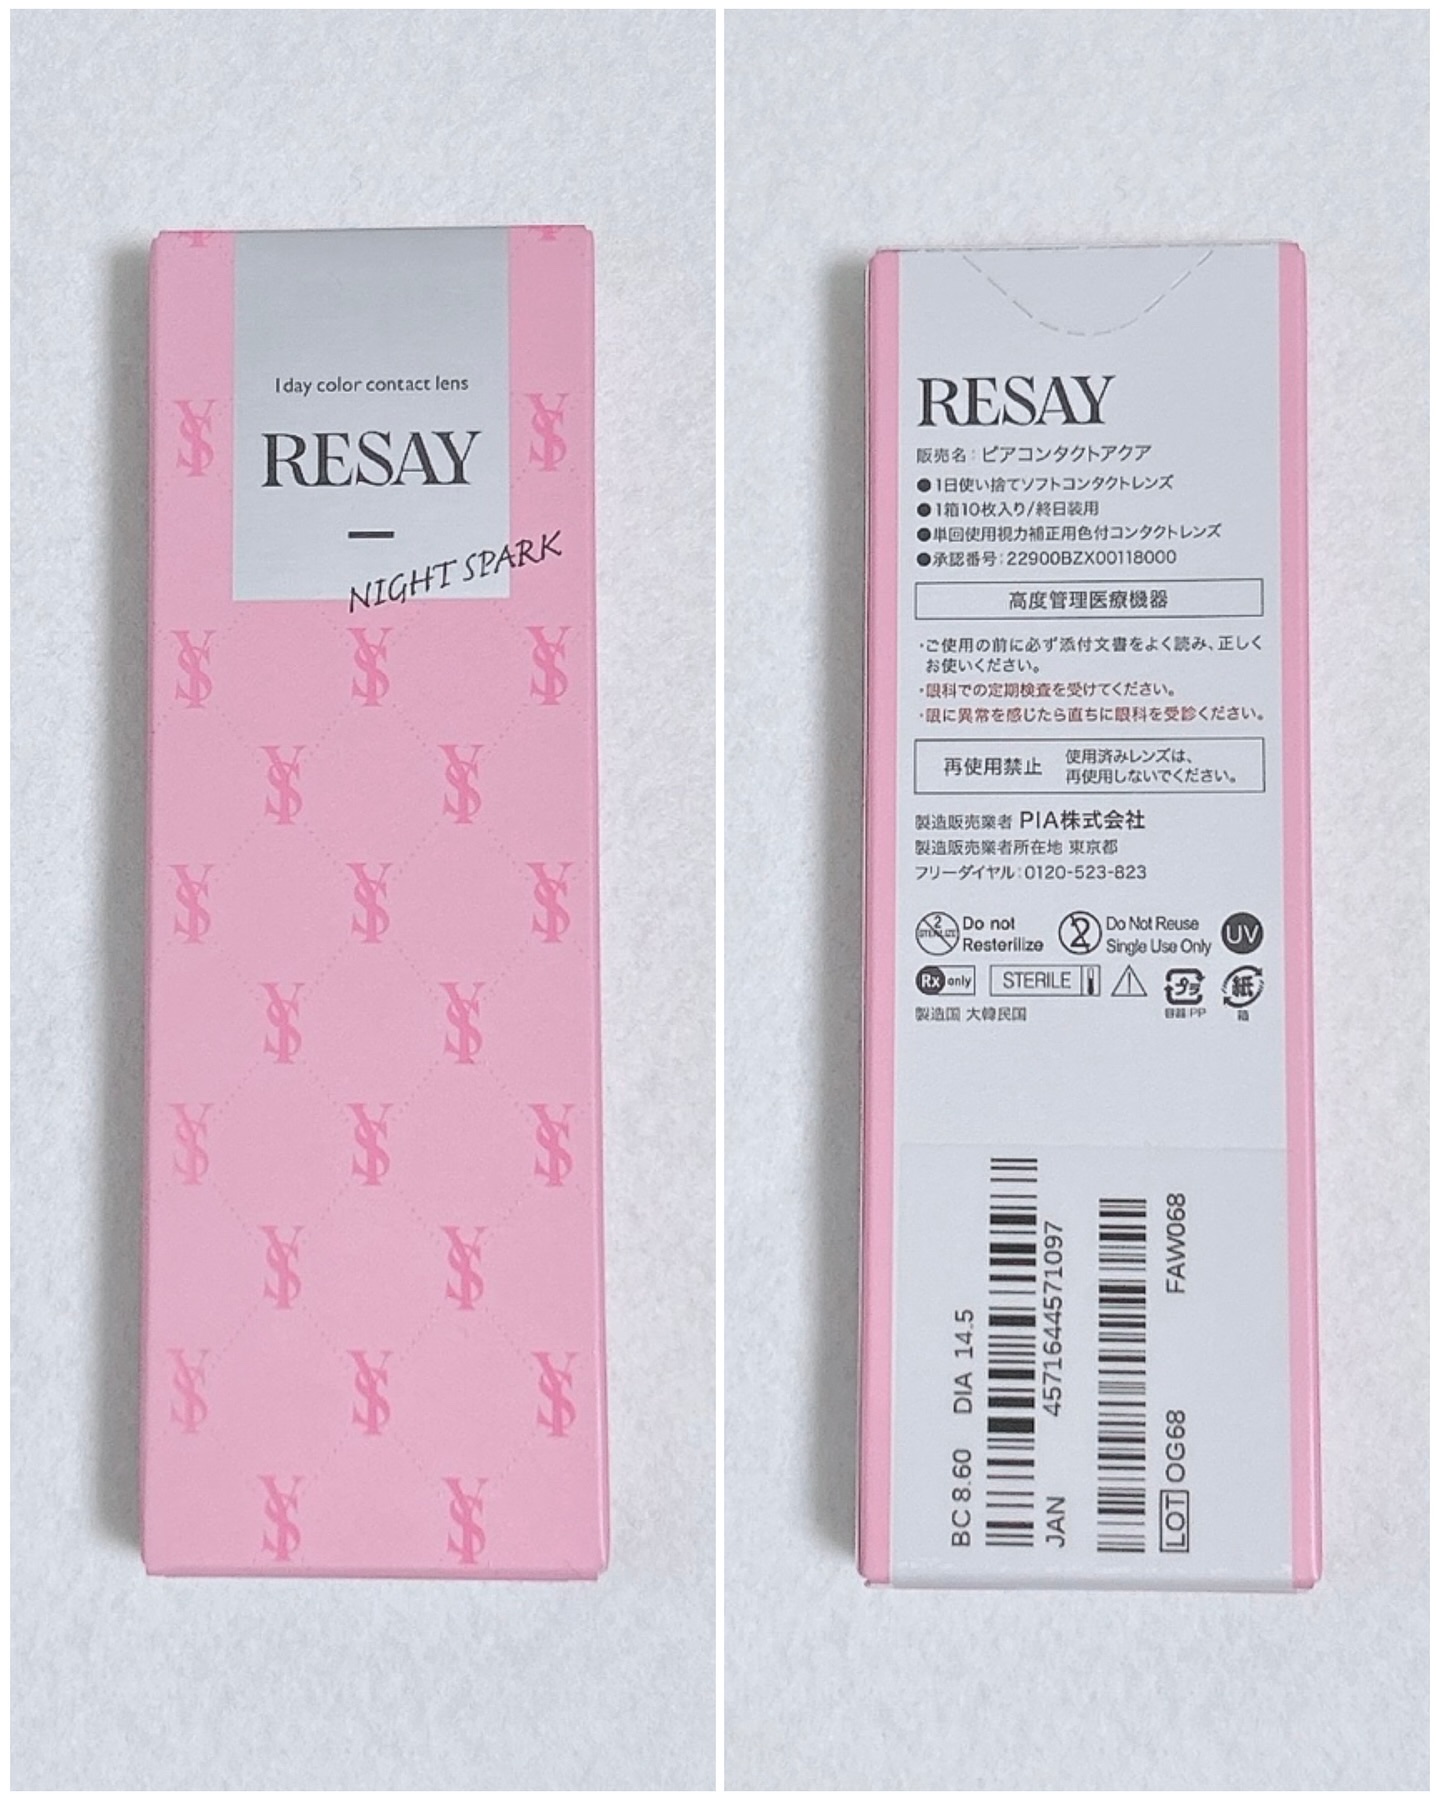 1day color contact lens
RESAY
NIGHT SPARK
RESAY
販売名：ピアコンタクトアクア
●1日使い捨てソフトコンタクトレンズ
●1箱10枚入り/終日装用
●単回使用視力補正用色付コンタクトレンズ
●承認番号：22900BZX00118000
高度管理医療機器
・ご使用の前に必ず添付文書をよく読み、正しく
お使いください。
・眼科での定期検査を受けてください。
・眼に異常を感じたら直ちに眼科を受診ください。
再使用禁止
使用済みレンズは、
再使用しないでください。
製造販売業者 PIA株式会社
製造販売業者所在地 東京都
フリーダイヤル：0120-523-823
2 STERILIZE Do not
Resterilize
2 Do Not Reuse
Single Use Only
UV
Rx only
STERILE
プラ
容器 PP
紙
箱
製造国 大韓民国
BC 8.60 DIA 14.5
JAN 4571644571097
LOT OG68 FAW068